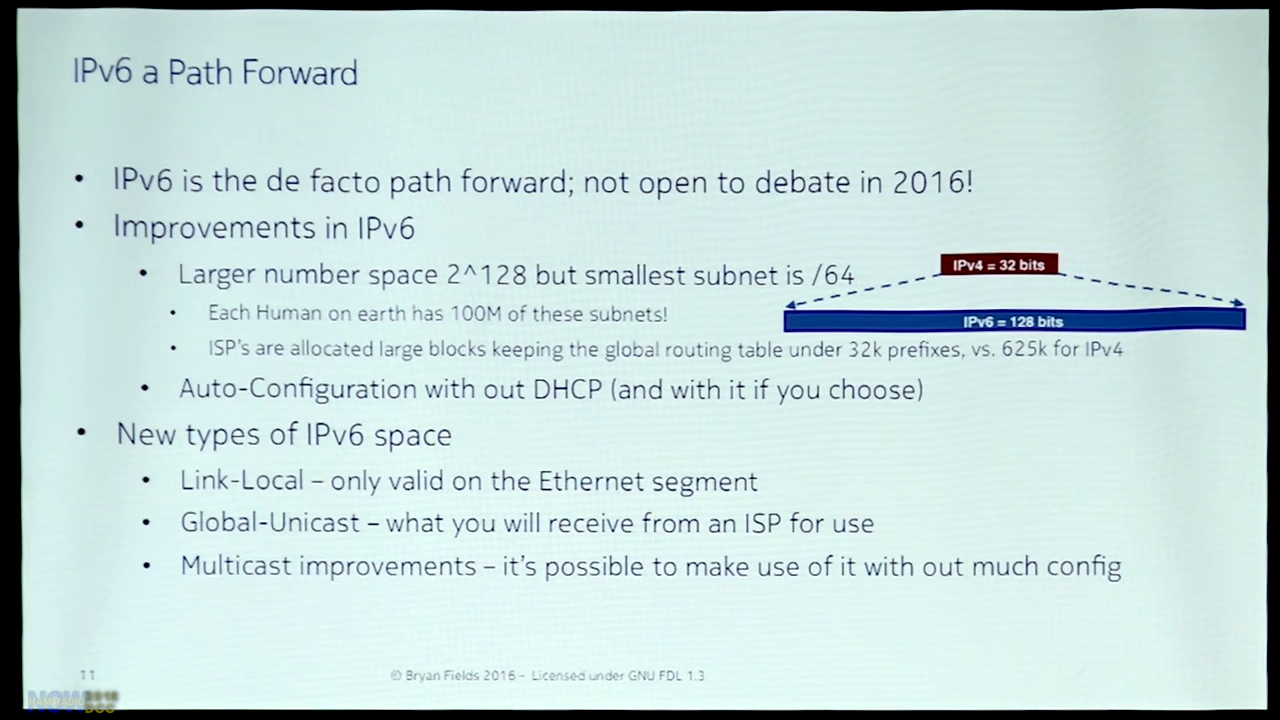 IPv6 a Path Forward
• IPv6 is the de facto path forward; not open to debate in 2016!
• Improvements in IPv6
• Larger number space 2^128 but smallest subnet is /64
IPv4 = 32 bits
• Each Human on earth has 100M of these subnets!
IPv6 = 128 bits
• ISP's are allocated large blocks keeping the global routing table under 32k prefixes, vs. 625k for IPv4
• Auto-Configuration with out DHCP (and with it if you choose)
• New types of IPv6 space
• Link-Local – only valid on the Ethernet segment
• Global-Unicast – what you will receive from an ISP for use
• Multicast improvements – it's possible to make use of it with out much config
11
© Bryan Fields 2016 – Licensed under GNU FDL 1.3